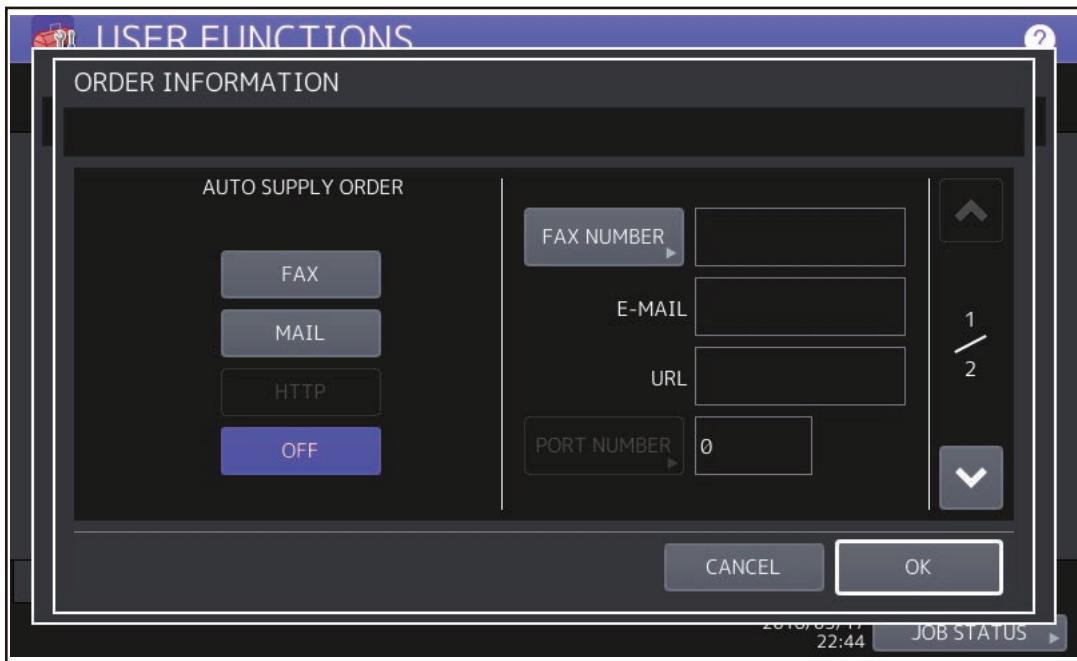 USER FUNCTIONS
?
ORDER INFORMATION
AUTO SUPPLY ORDER
FAX
MAIL
HTTP
OFF
FAX NUMBER
E-MAIL
URL
PORT NUMBER 0
1
2
CANCEL
OK
22:44
JOB STATUS